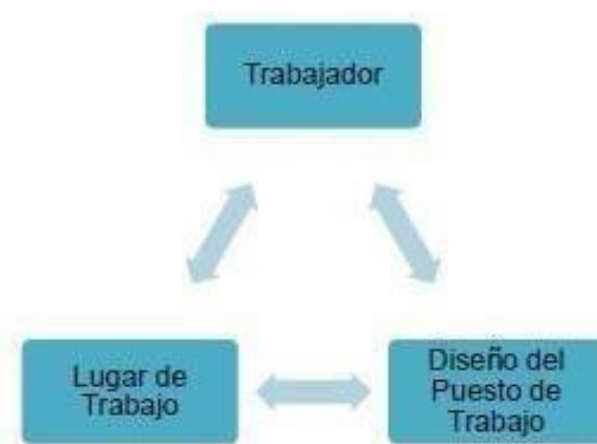 Trabajador
Lugar de
Trabajo
Diseño del
Puesto de
Trabajo